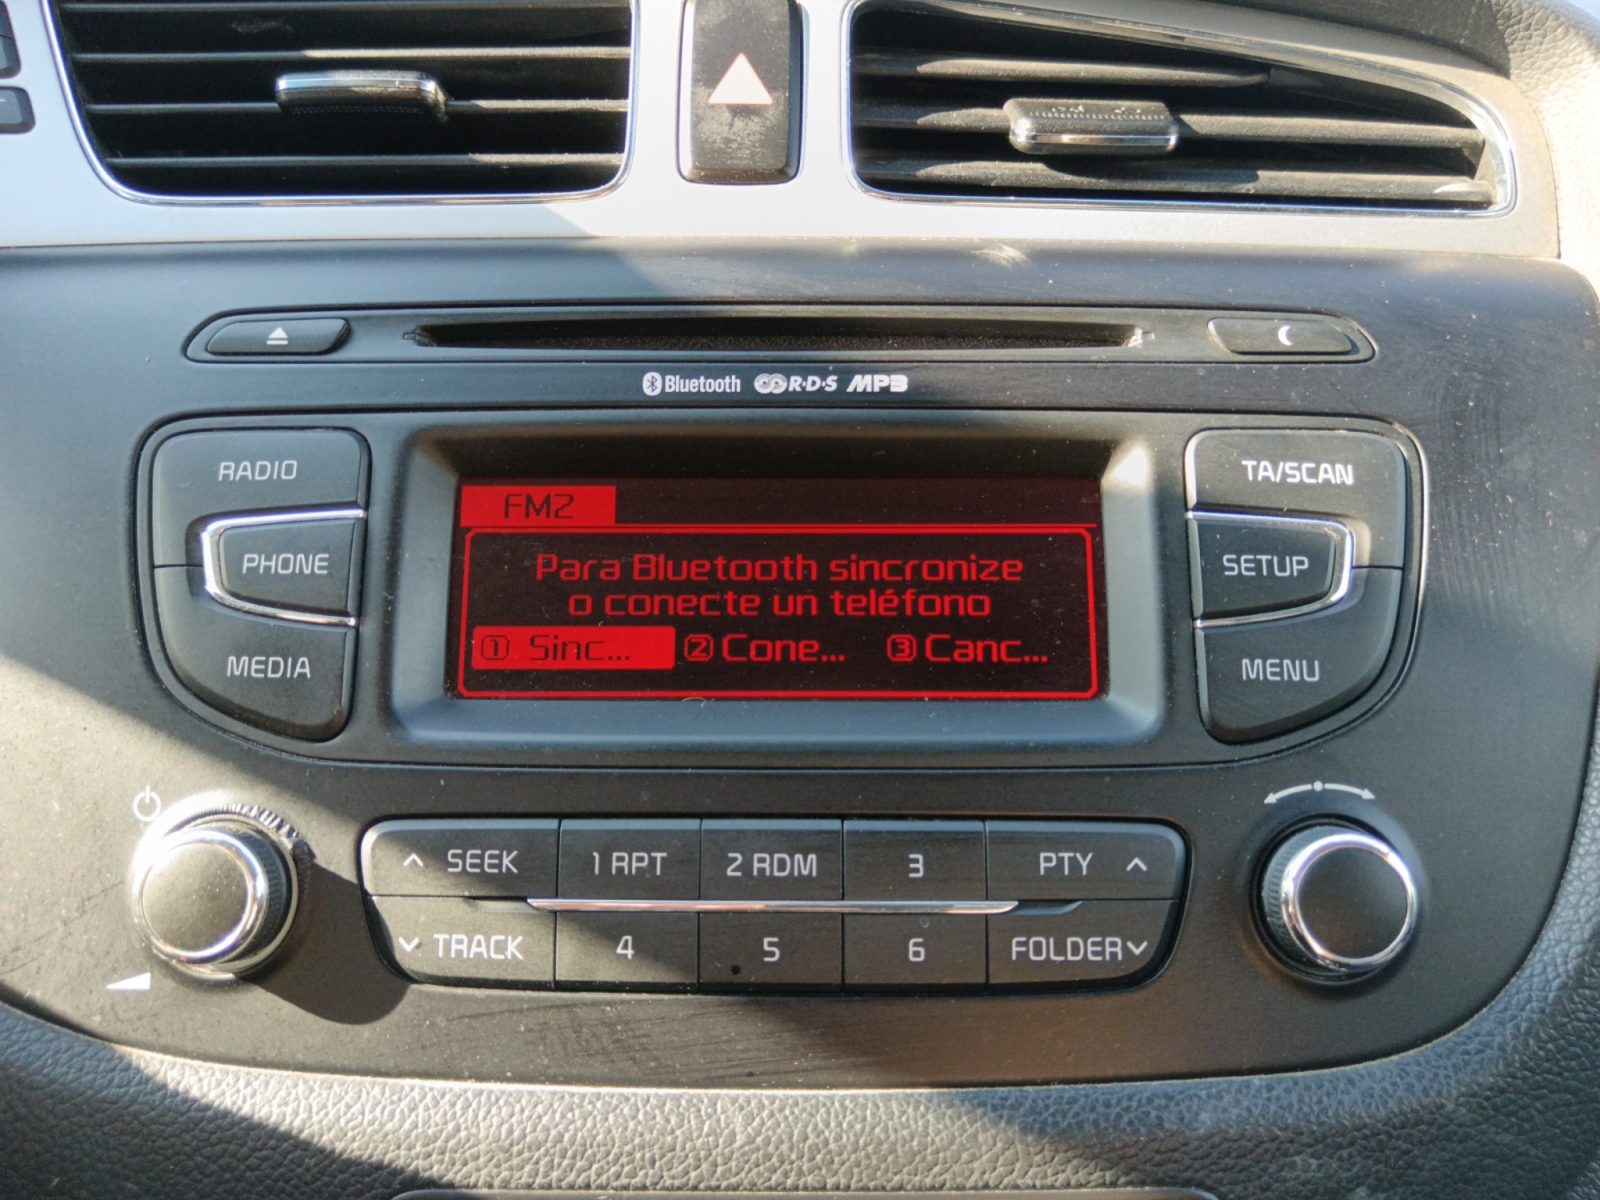 Bluetooth R·D·S MP3
RADIO
PHONE
MEDIA
FM2
Para Bluetooth sincronize
o conecte un teléfono
1 Sinc... 2 Cone... 3 Canc...
TA/SCAN
SETUP
MENU
SEEK 1 RPT 2 RDM 3 PTY
TRACK 4 5 6 FOLDER